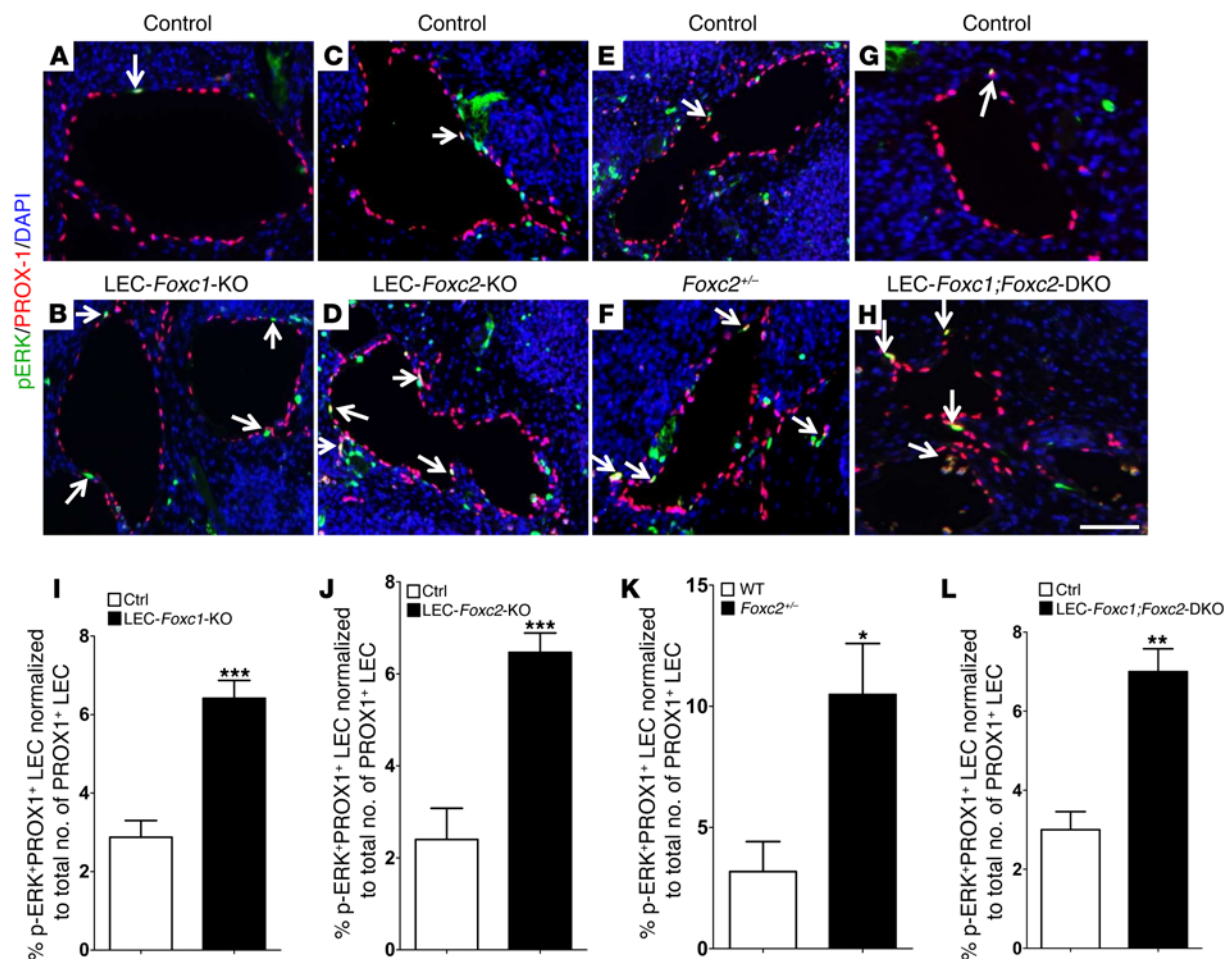 Control Control Control Control
A C E G
pERK/PROX-1/DAPI
LEC-Foxc1-KO LEC-Foxc2-KO Foxc2+/– LEC-Foxc1;Foxc2-DKO
B D F H
I
Ctrl
LEC-Foxc1-KO
% p-ERK+PROX1+ LEC normalized
to total no. of PROX1+ LEC
8
6
4
2
0
***
J
Ctrl
LEC-Foxc2-KO
% p-ERK+PROX1+ LEC normalized
to total no. of PROX1+ LEC
8
6
4
2
0
***
K
WT
Foxc2+/–
% p-ERK+PROX1+ LEC normalized
to total no. of PROX1+ LEC
15
10
5
0
*
L
Ctrl
LEC-Foxc1;Foxc2-DKO
% p-ERK+PROX1+ LEC normalized
to total no. of PROX1+ LEC
8
6
4
2
0
**